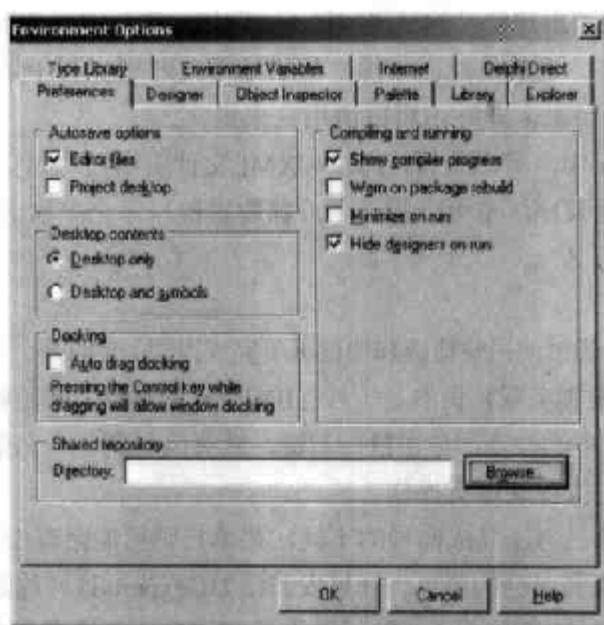 Environment Options
Type Library
Environment Variables
Internet
Delphi Direct
Preferences
Designer
Object Inspector
Palette
Library
Explorer
Autosave options
Editor files
Project desktop
Desktop contents
Desktop only
Desktop and symbols
Docking
Auto drag docking
Pressing the Control key while
dragging will allow window docking
Compiling and running
Show compiler progress
Warn on package rebuild
Minimize on run
Hide designers on run
Shared repository
Directory:
Browse...
OK
Cancel
Help